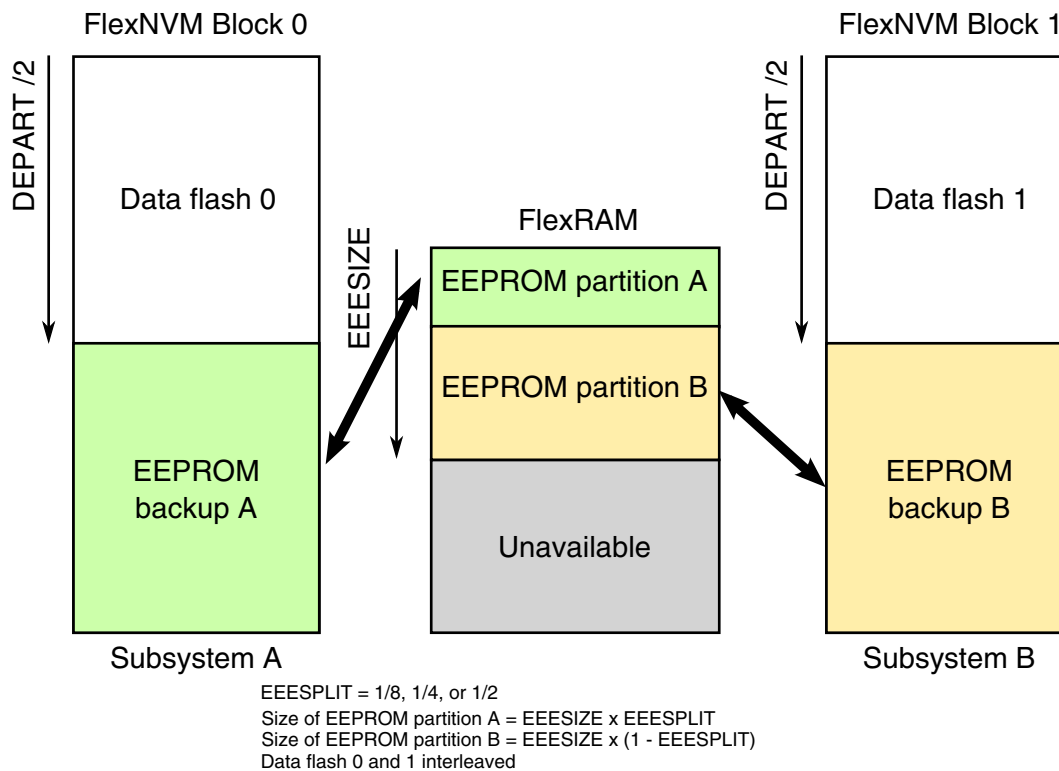 FlexNVM Block 0
FlexNVM Block 1
DEPART /2
DEPART /2
Data flash 0
Data flash 1
FlexRAM
EEESIZE
EEPROM partition A
EEPROM partition B
EEPROM
backup A
EEPROM
backup B
Unavailable
Subsystem A
Subsystem B
EEESPLIT = 1/8, 1/4, or 1/2
Size of EEPROM partition A = EEESIZE x EEESPLIT
Size of EEPROM partition B = EEESIZE x (1 - EEESPLIT)
Data flash 0 and 1 interleaved